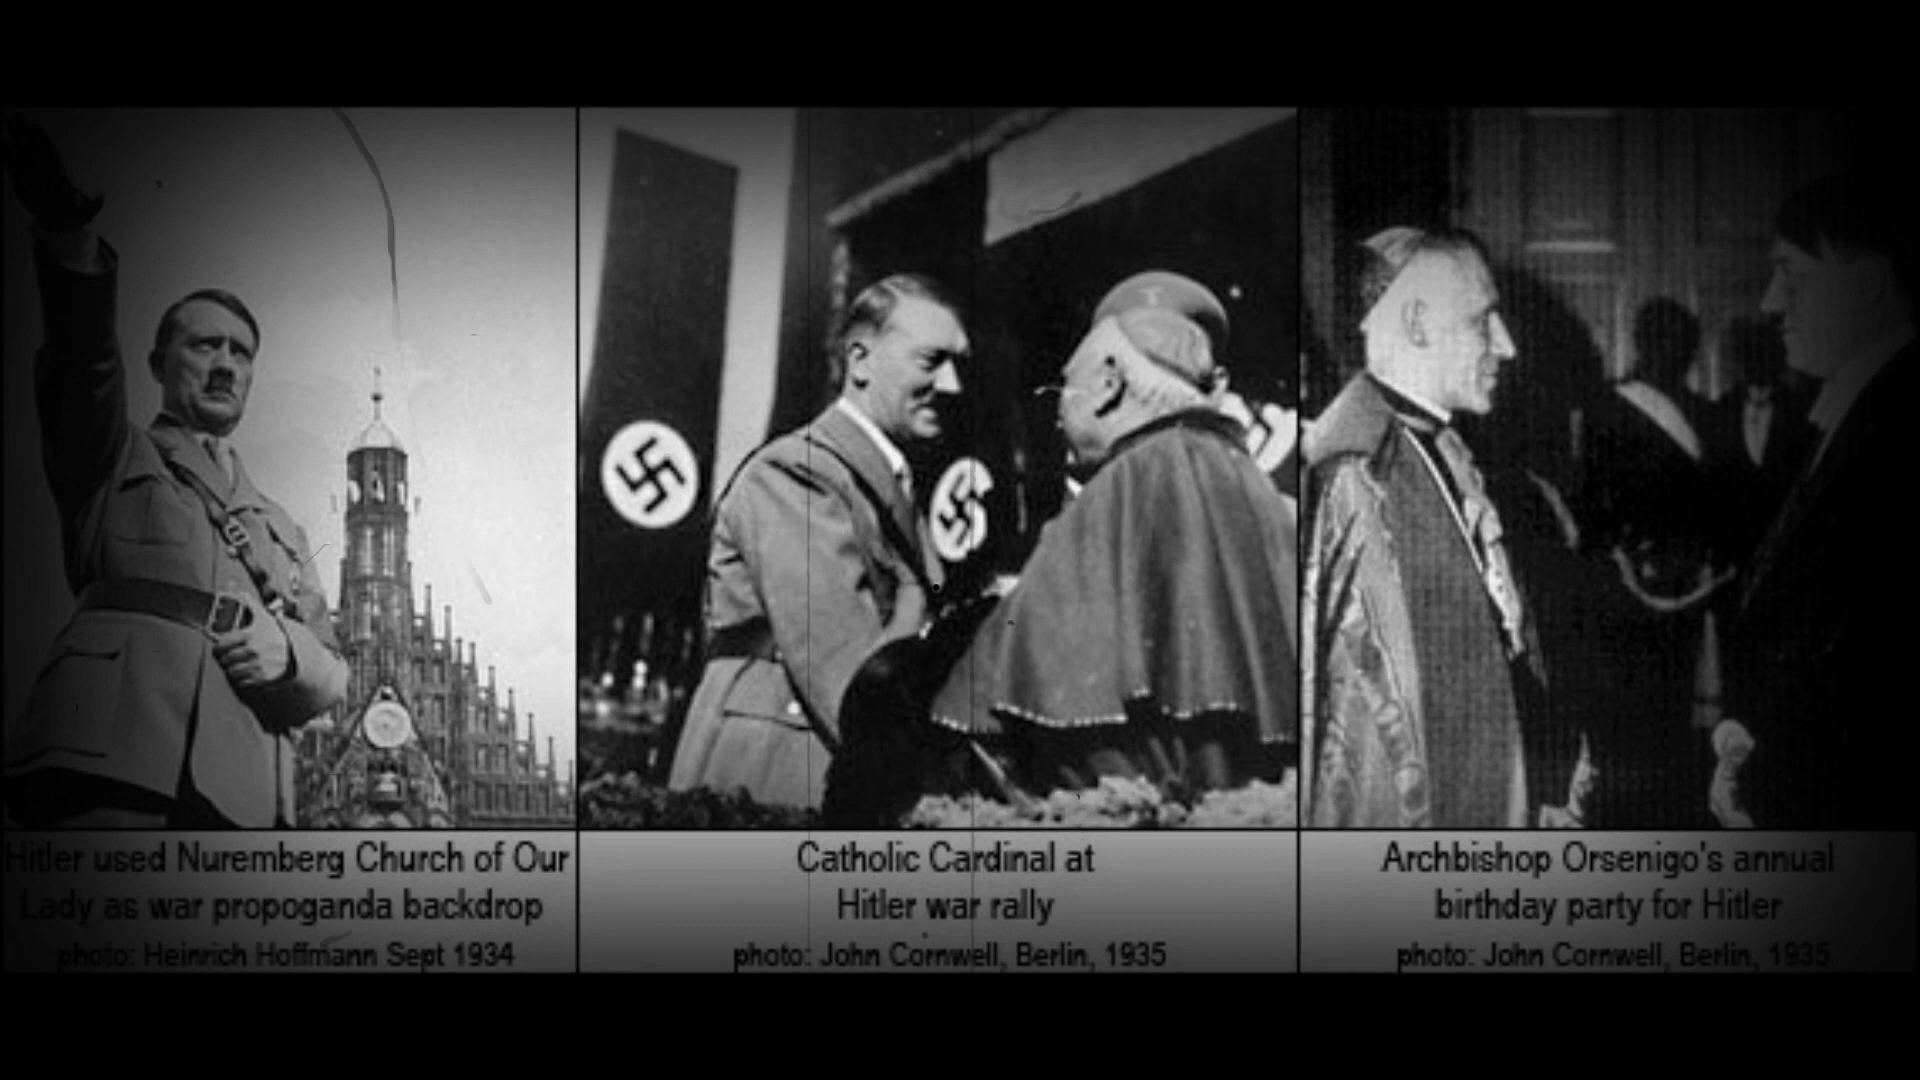 Hitler used Nuremberg Church of Our
Lady as war propoganda backdrop
photo: Heinrich Hoffmann Sept 1934
Catholic Cardinal at
Hitler war rally
photo: John Cornwell, Berlin, 1935
Archbishop Orsenigo's annual
birthday party for Hitler
photo: John Cornwell, Berlin, 1935